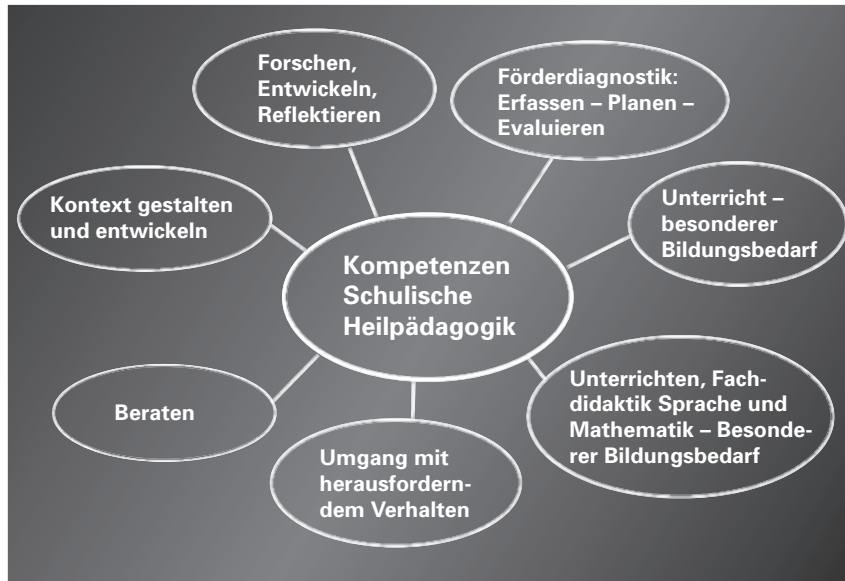 Forschen,
Entwickeln,
Reflektieren
Förderdiagnostik:
Erfassen – Planen –
Evaluieren
Kontext gestalten
und entwickeln
Unterricht –
besonderer
Bildungsbedarf
Kompetenzen
Schulische
Heilpädagogik
Beraten
Unterrichten, Fach-
didaktik Sprache und
Mathematik – Besonde-
rer Bildungsbedarf
Umgang mit
herausfordern-
dem Verhalten